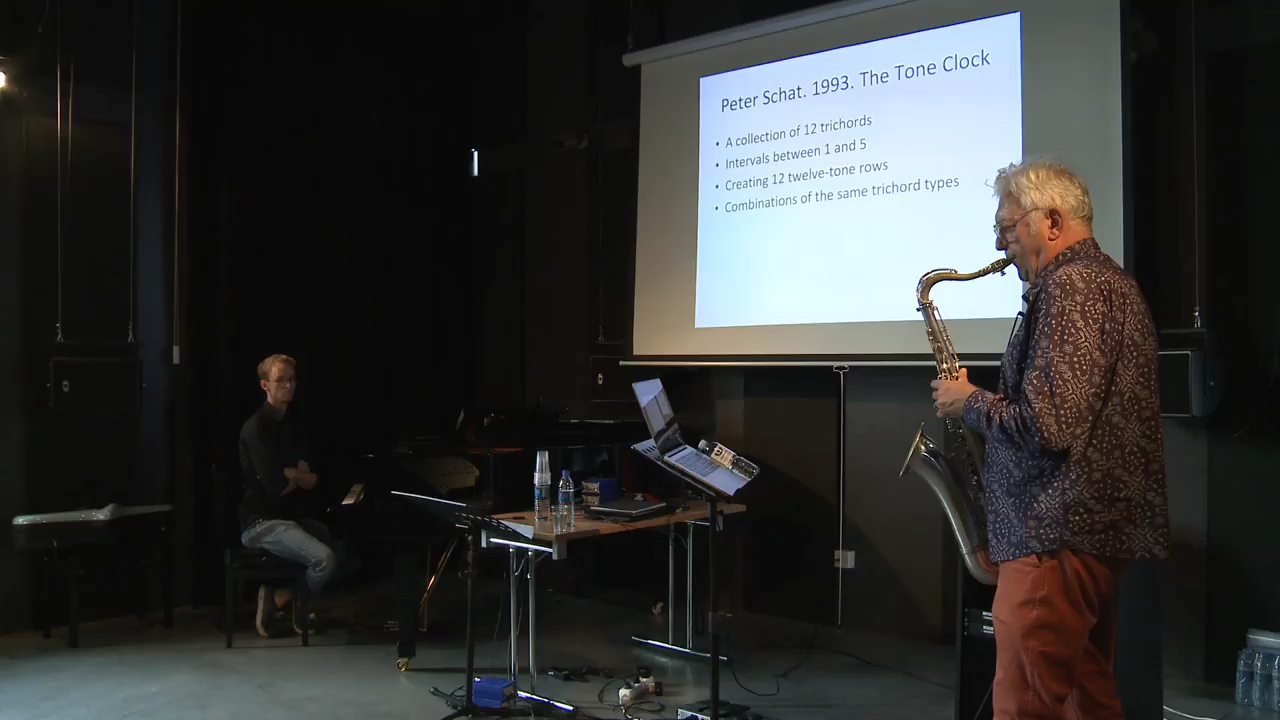 Peter Schat. 1993. The Tone Clock
• A collection of 12 trichords
• Intervals between 1 and 5
• Creating 12 twelve-tone rows
• Combinations of the same trichord types